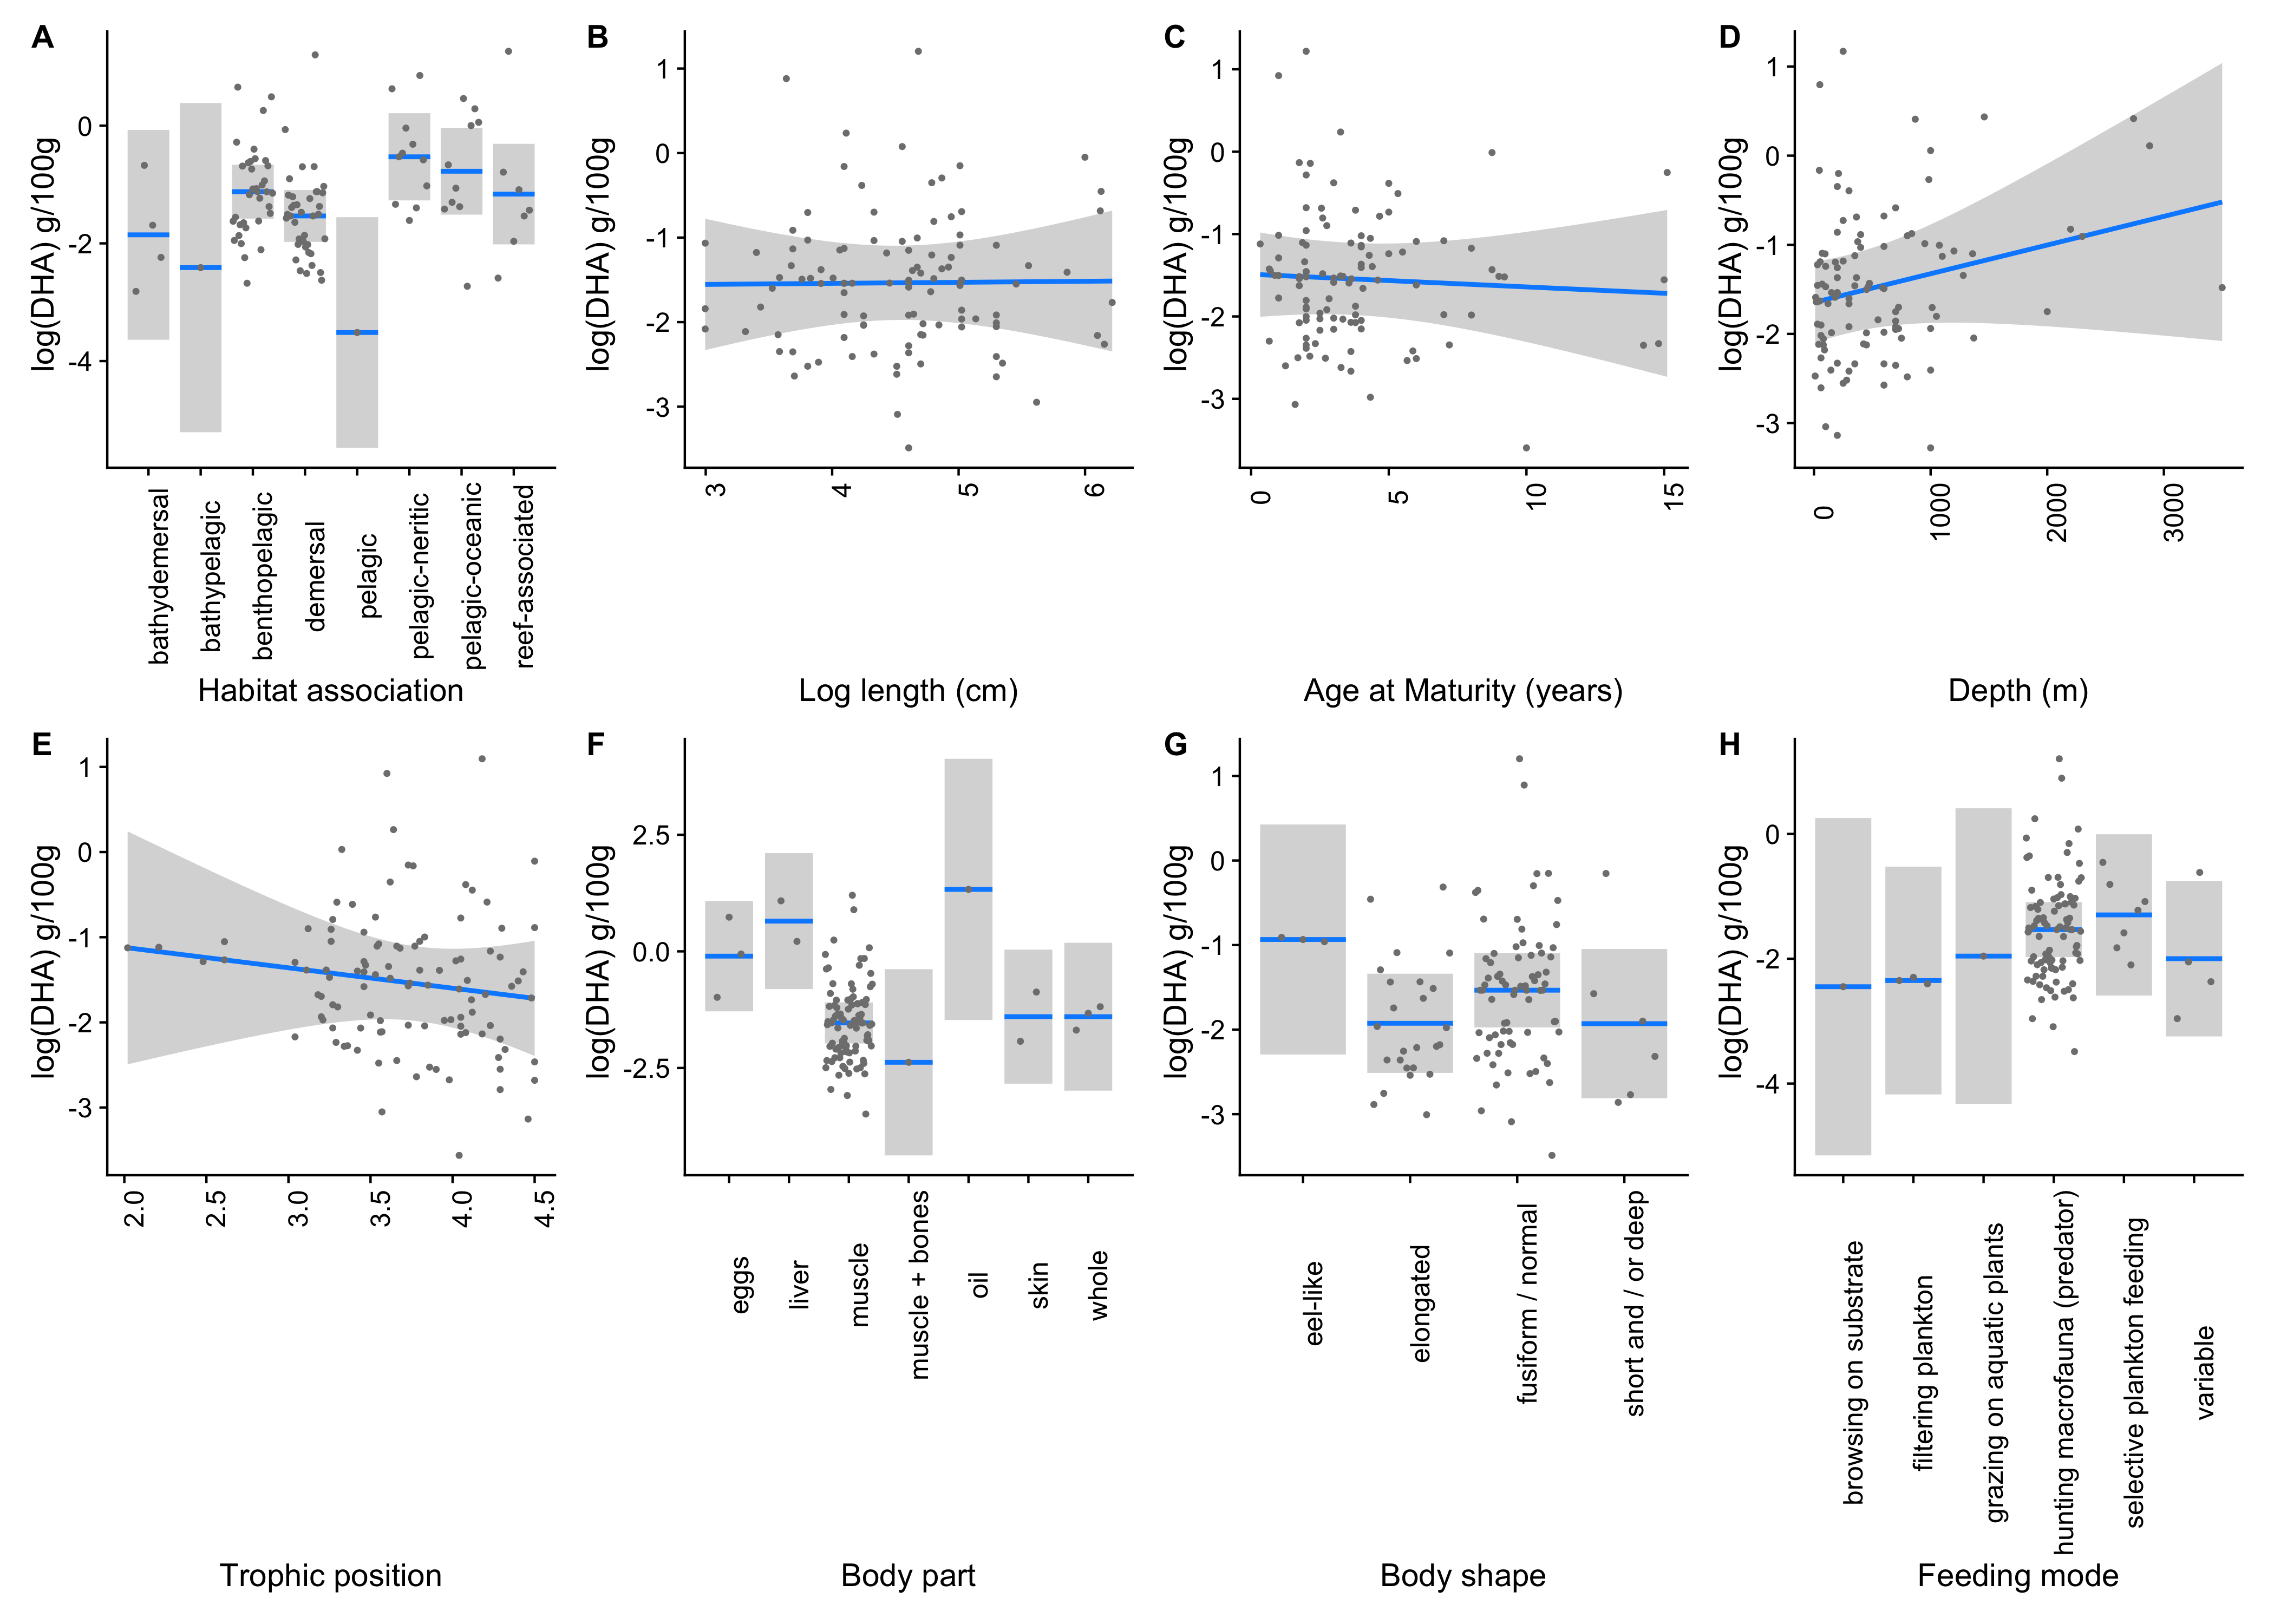 A
log(DHA) g/100g
0
-2
-4
bathydemersal
bathypelagic
benthopelagic
demersal
pelagic
pelagic-neritic
pelagic-oceanic
reef-associated
Habitat association
B
log(DHA) g/100g
1
0
-1
-2
-3
3
4
5
6
Log length (cm)
C
log(DHA) g/100g
1
0
-1
-2
-3
0
5
10
15
Age at Maturity (years)
D
log(DHA) g/100g
1
0
-1
-2
-3
0
1000
2000
3000
Depth (m)
E
log(DHA) g/100g
1
0
-1
-2
-3
2.0
2.5
3.0
3.5
4.0
4.5
Trophic position
F
log(DHA) g/100g
2.5
0.0
-2.5
eggs
liver
muscle
muscle + bones
oil
skin
whole
Body part
G
log(DHA) g/100g
1
0
-1
-2
-3
eel-like
elongated
fusiform / normal
short and / or deep
Body shape
H
log(DHA) g/100g
0
-2
-4
browsing on substrate
filtering plankton
grazing on aquatic plants
hunting macrofauna (predator)
selective plankton feeding
variable
Feeding mode